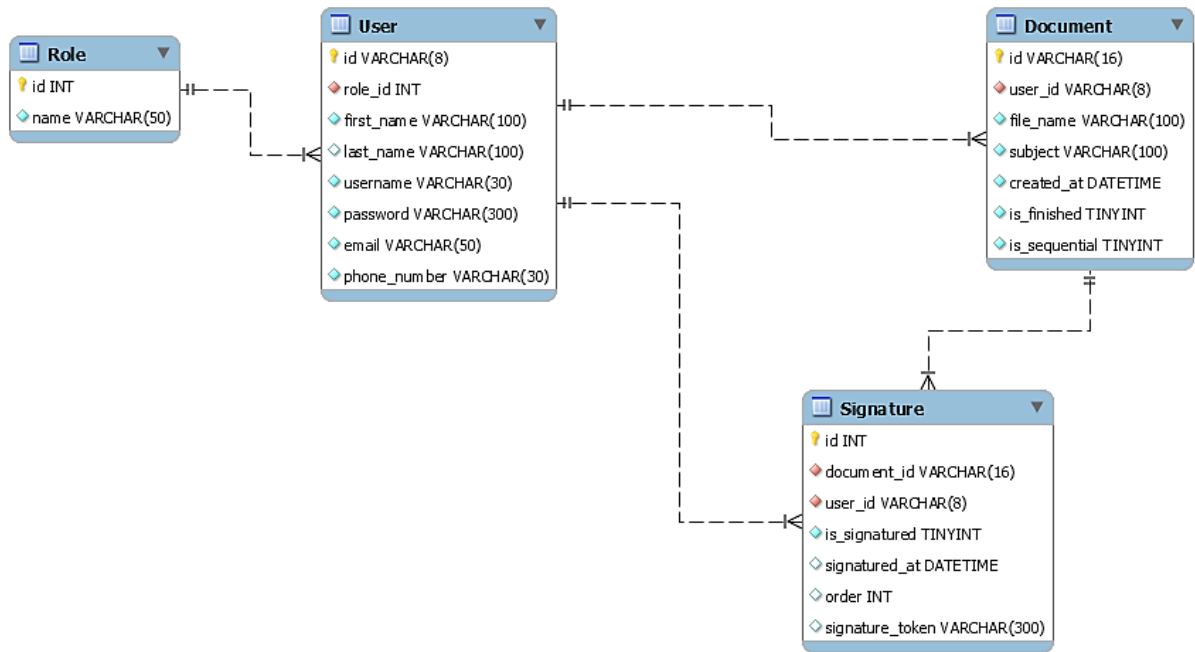 Role
id INT
name VARCHAR(50)
User
id VARCHAR(8)
role_id INT
first_name VARCHAR(100)
last_name VARCHAR(100)
username VARCHAR(30)
password VARCHAR(300)
email VARCHAR(50)
phone_number VARCHAR(30)
Document
id VARCHAR(16)
user_id VARCHAR(8)
file_name VARCHAR(100)
subject VARCHAR(100)
created_at DATETIME
is_finished TINYINT
is_sequential TINYINT
Signature
id INT
document_id VARCHAR(16)
user_id VARCHAR(8)
is_signatured TINYINT
signatured_at DATETIME
order INT
signature_token VARCHAR(300)